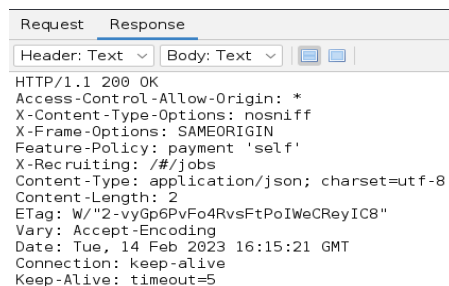 Request Response
Header: Text Body: Text
HTTP/1.1 200 OK
Access-Control-Allow-Origin: *
X-Content-Type-Options: nosniff
X-Frame-Options: SAMEORIGIN
Feature-Policy: payment 'self'
X-Recruiting: /#/jobs
Content-Type: application/json; charset=utf-8
Content-Length: 2
ETag: W/"2-vyGp6PvFo4RvsFtPoIWeCReyIC8"
Vary: Accept-Encoding
Date: Tue, 14 Feb 2023 16:15:21 GMT
Connection: keep-alive
Keep-Alive: timeout=5